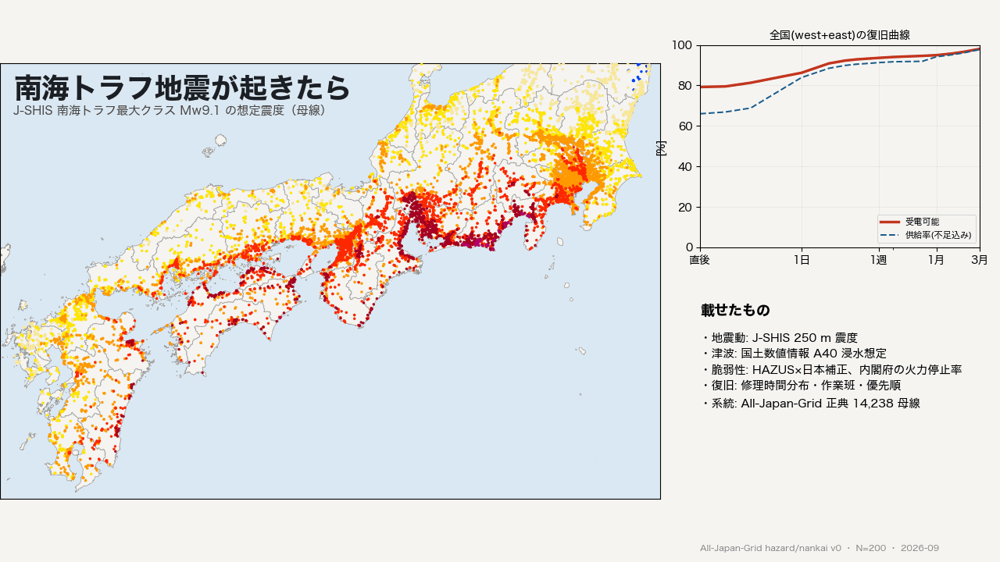 南海トラフ地震が起きたら
J-SHIS 南海トラフ最大クラス Mw9.1 の想定震度（母線）
全国(west+east)の復旧曲線
[%]
100
80
60
40
20
0
直後
1日
1週
1月
3月
受電可能
供給率(不足込み)
載せたもの
・地震動: J-SHIS 250 m 震度
・津波: 国土数値情報 A40 浸水想定
・脆弱性: HAZUS×日本補正、内閣府の火力停止率
・復旧: 修理時間分布・作業班・優先順
・系統: All-Japan-Grid 正典 14,238 母線
All-Japan-Grid hazard/nankai v0 ・ N=200 ・ 2026-09